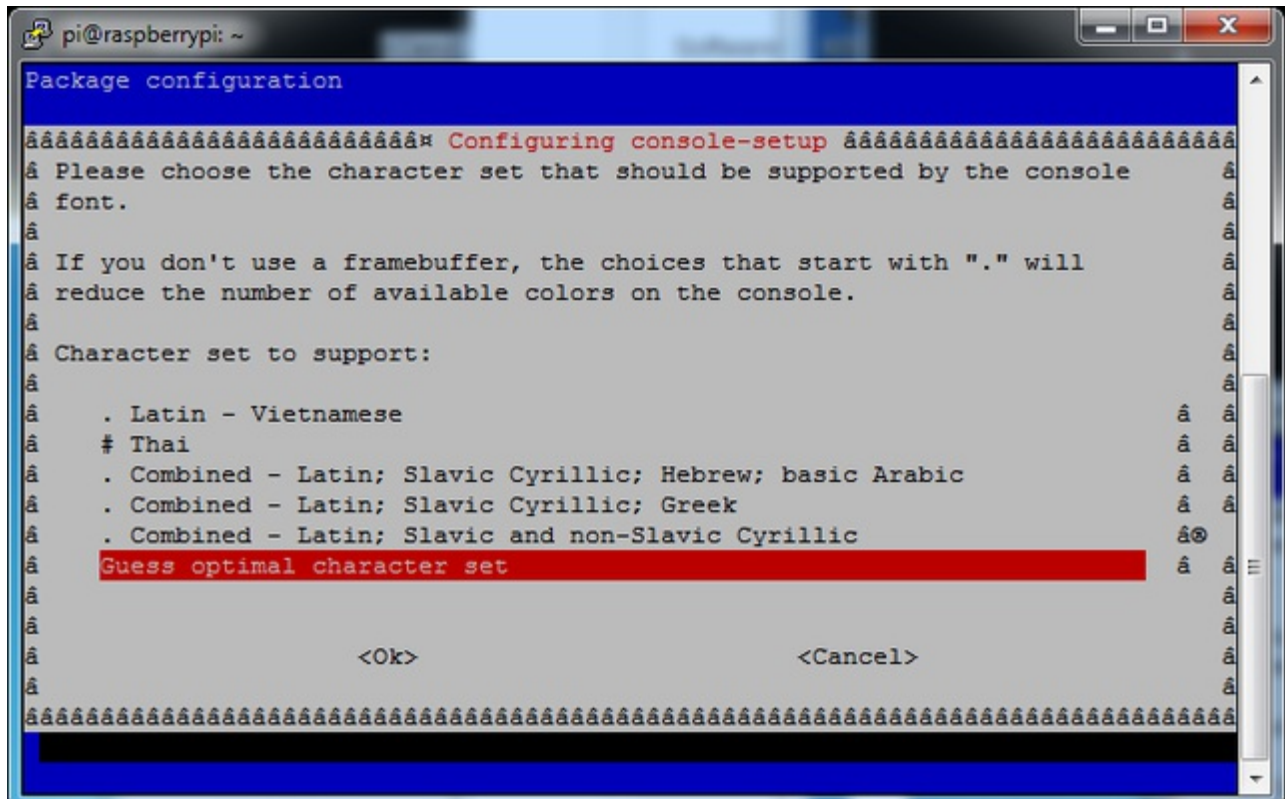 pi@raspberrypi: ~
Package configuration
ââââââââââââââââââââââââââ¤ Configuring console-setup ââââââââââââââââââââââââââ
â Please choose the character set that should be supported by the console â
â font. â
â â
â If you don't use a framebuffer, the choices that start with "." will â
â reduce the number of available colors on the console. â
â â
â Character set to support: â
â â
â . Latin - Vietnamese â â
â # Thai â â
â . Combined - Latin; Slavic Cyrillic; Hebrew; basic Arabic â â
â . Combined - Latin; Slavic Cyrillic; Greek â â
â . Combined - Latin; Slavic and non-Slavic Cyrillic â®
â Guess optimal character set â â
â â
â â
â <Ok> <Cancel> â
â â
ââââââââââââââââââââââââââââââââââââââââââââââââââââââââââââââââââââââââââââââââ